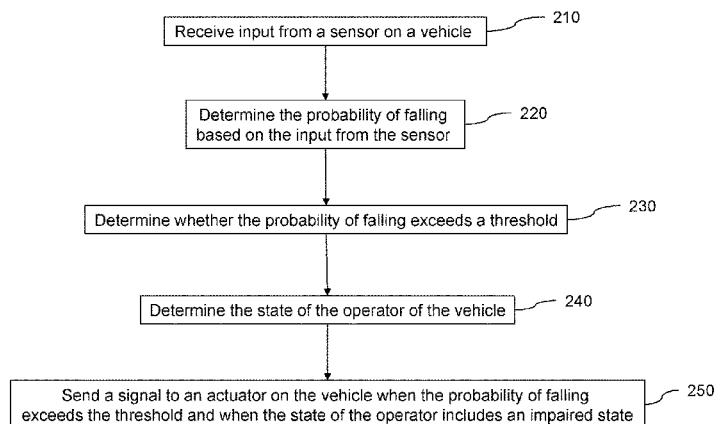 Receive input from a sensor on a vehicle
210
Determine the probability of falling
based on the input from the sensor
220
Determine whether the probability of falling exceeds a threshold
230
Determine the state of the operator of the vehicle
240
Send a signal to an actuator on the vehicle when the probability of falling
exceeds the threshold and when the state of the operator includes an impaired state
250